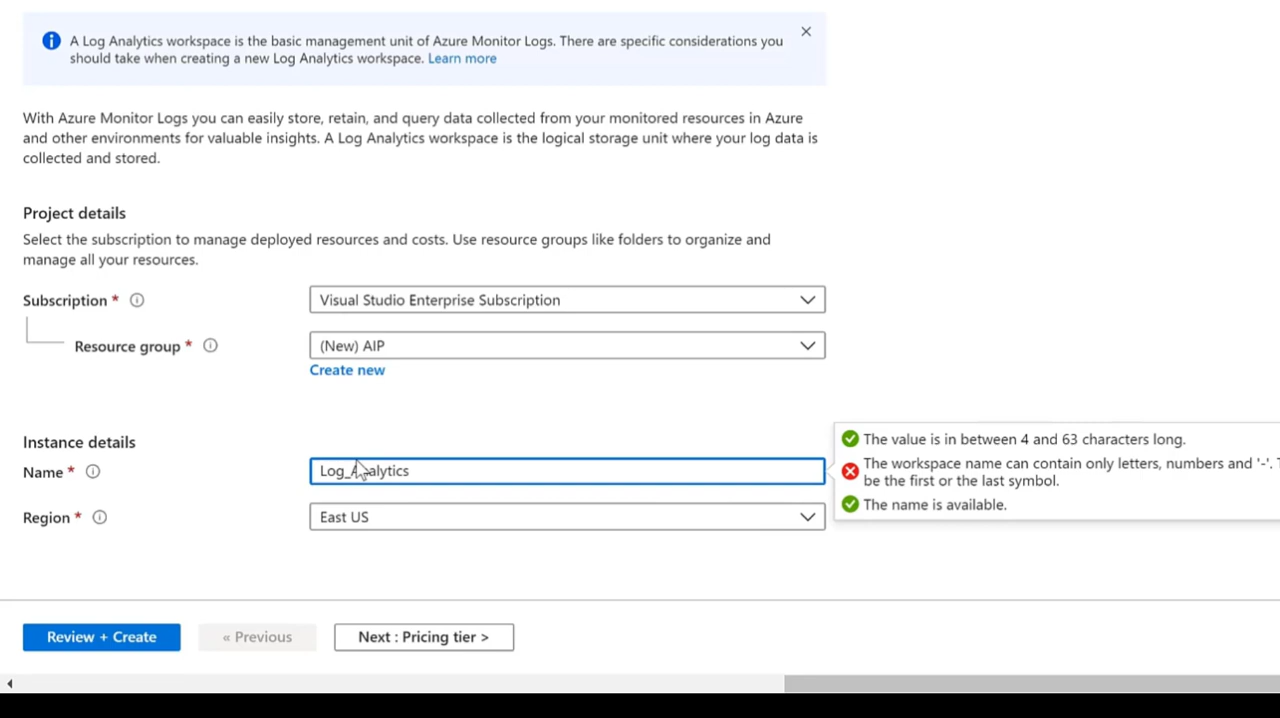 A Log Analytics workspace is the basic management unit of Azure Monitor Logs. There are specific considerations you
should take when creating a new Log Analytics workspace. Learn more
With Azure Monitor Logs you can easily store, retain, and query data collected from your monitored resources in Azure
and other environments for valuable insights. A Log Analytics workspace is the logical storage unit where your log data is
collected and stored.
Project details
Select the subscription to manage deployed resources and costs. Use resource groups like folders to organize and
manage all your resources.
Subscription *
Visual Studio Enterprise Subscription
Resource group *
(New) AIP
Create new
Instance details
Name *
Log_Analytics
The value is in between 4 and 63 characters long.
The workspace name can contain only letters, numbers and '-'.
be the first or the last symbol.
The name is available.
Region *
East US
Review + Create
« Previous
Next : Pricing tier >